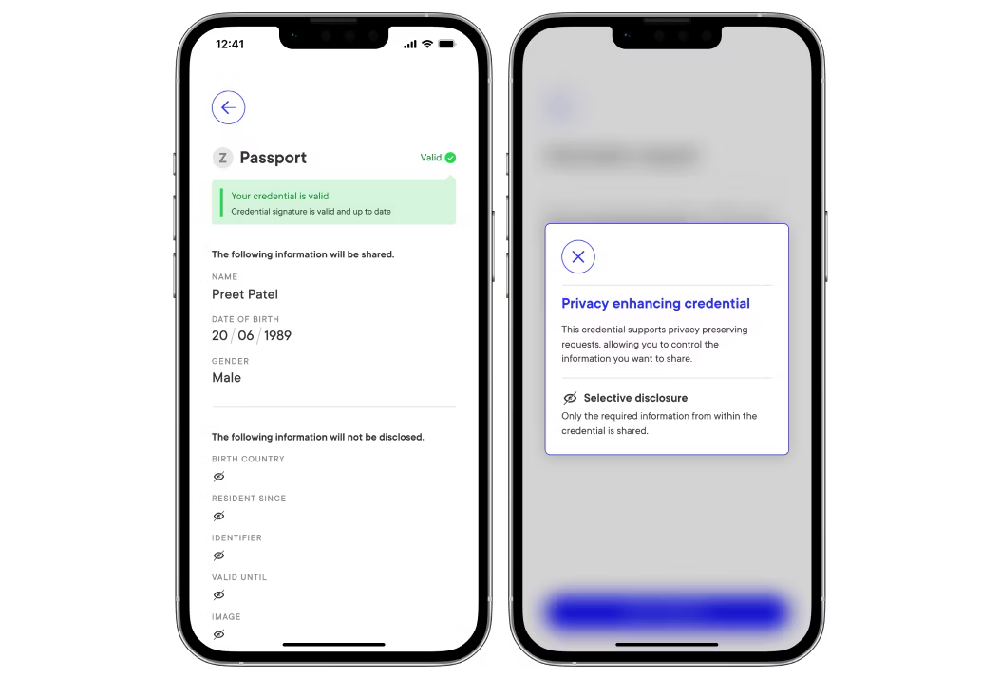 12:41
Z Passport
Valid
Your credential is valid
Credential signature is valid and up to date
The following information will be shared.
NAME
Preet Patel
DATE OF BIRTH
20 / 06 / 1989
GENDER
Male
The following information will not be disclosed.
BIRTH COUNTRY
RESIDENT SINCE
IDENTIFIER
VALID UNTIL
IMAGE
Privacy enhancing credential
This credential supports privacy preserving
requests, allowing you to control the
information you want to share.
Selective disclosure
Only the required information from within the
credential is shared.